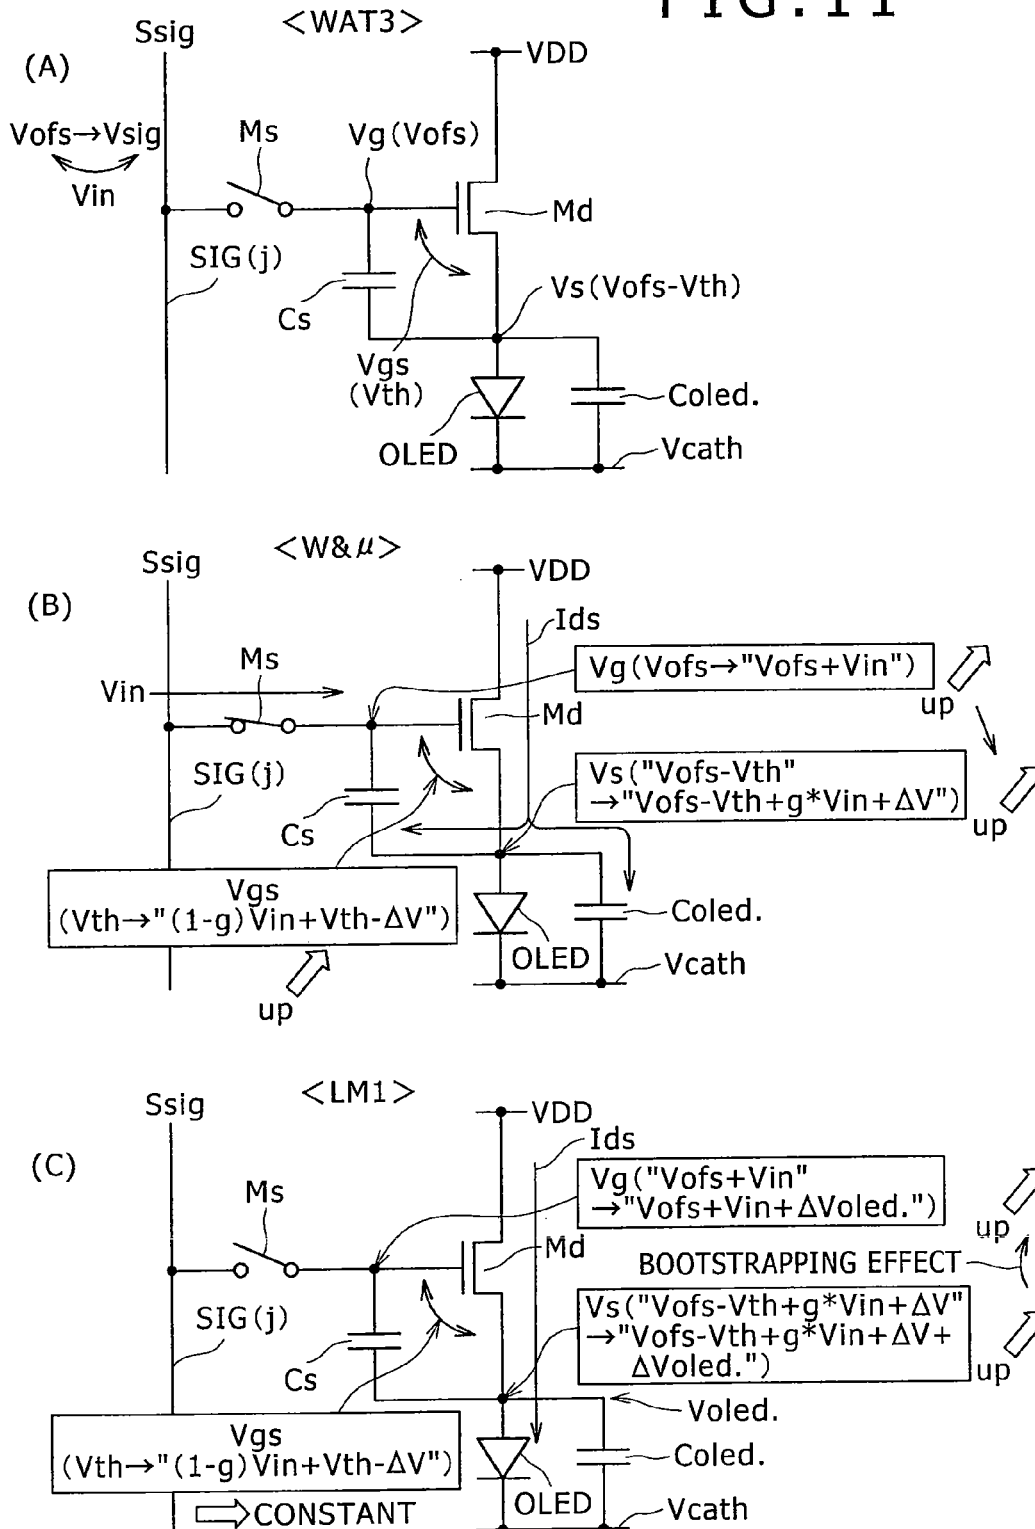 FIG.11
<WAT3>
Ssig
(A)
VDD
Vofs→Vsig
Vin
Ms
Vg(Vofs)
Md
SIG(j)
Cs
Vs(Vofs-Vth)
Vgs
(Vth)
Coled.
OLED
Vcath
<W&μ>
Ssig
(B)
VDD
Ids
Ms
Vin
Vg(Vofs→"Vofs+Vin")
up
Md
SIG(j)
Vs("Vofs-Vth"
→"Vofs-Vth+g*Vin+ΔV")
up
Cs
Vgs
(Vth→"(1-g)Vin+Vth-ΔV")
up
Coled.
OLED
Vcath
<LM1>
Ssig
(C)
VDD
Ids
Ms
Vg("Vofs+Vin"
→"Vofs+Vin+ΔVoled.")
up
Md
BOOTSTRAPPING EFFECT
SIG(j)
Vs("Vofs-Vth+g*Vin+ΔV"
→"Vofs-Vth+g*Vin+ΔV+
ΔVoled.")
up
Cs
Voled.
Vgs
(Vth→"(1-g)Vin+Vth-ΔV")
Coled.
OLED
Vcath
CONSTANT